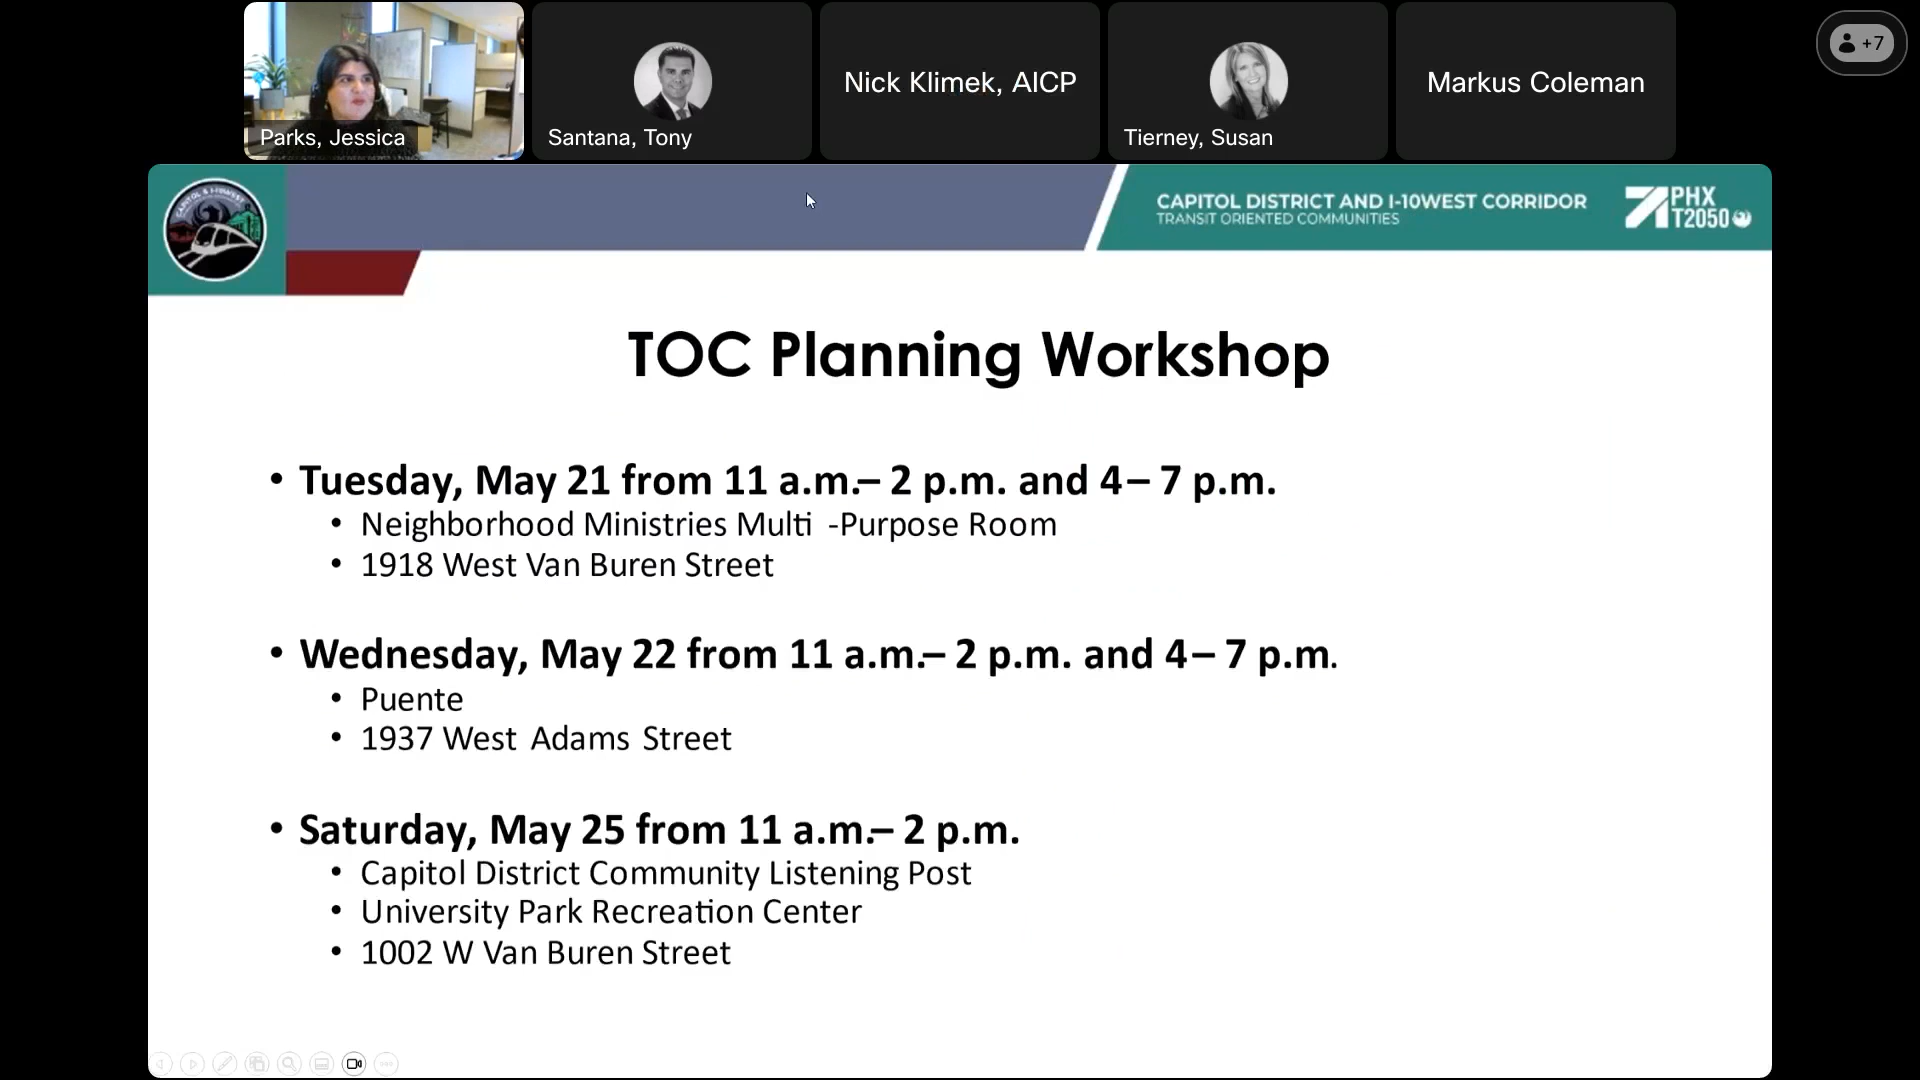 +7
Parks, Jessica
Santana, Tony
Nick Klimek, AICP
Tierney, Susan
Markus Coleman
CAPITOL DISTRICT AND I-10WEST CORRIDOR
TRANSIT ORIENTED COMMUNITIES
PHX
T2050
TOC Planning Workshop
• Tuesday, May 21 from 11 a.m.– 2 p.m. and 4– 7 p.m.
• Neighborhood Ministries Multi -Purpose Room
• 1918 West Van Buren Street
• Wednesday, May 22 from 11 a.m.– 2 p.m. and 4– 7 p.m.
• Puente
• 1937 West Adams Street
• Saturday, May 25 from 11 a.m.– 2 p.m.
• Capitol District Community Listening Post
• University Park Recreation Center
• 1002 W Van Buren Street